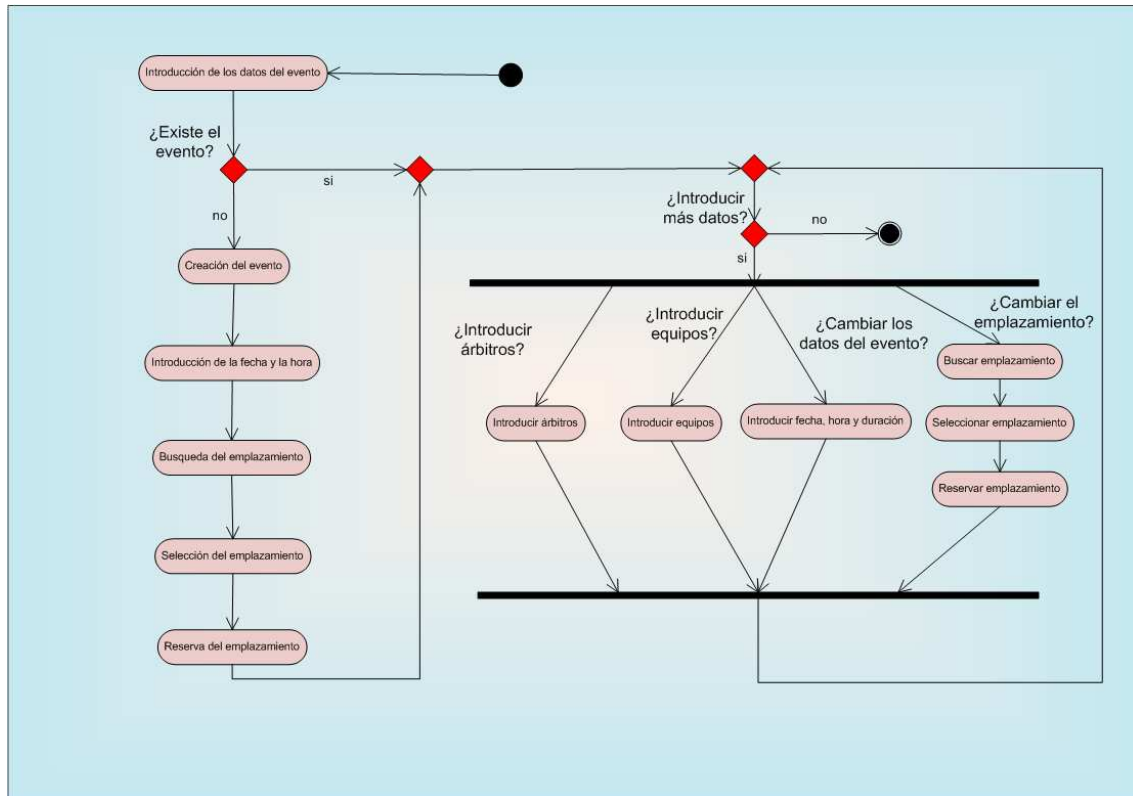 Introducción de los datos del evento
¿Existe el
evento?
si
no
Creación del evento
Introducción de la fecha y la hora
Busqueda del emplazamiento
Selección del emplazamiento
Reserva del emplazamiento
¿Introducir
más datos?
no
si
¿Introducir
árbitros?
¿Introducir
equipos?
¿Cambiar los
datos del evento?
¿Cambiar el
emplazamiento?
Introducir árbitros
Introducir equipos
Introducir fecha, hora y duración
Buscar emplazamiento
Seleccionar emplazamiento
Reservar emplazamiento